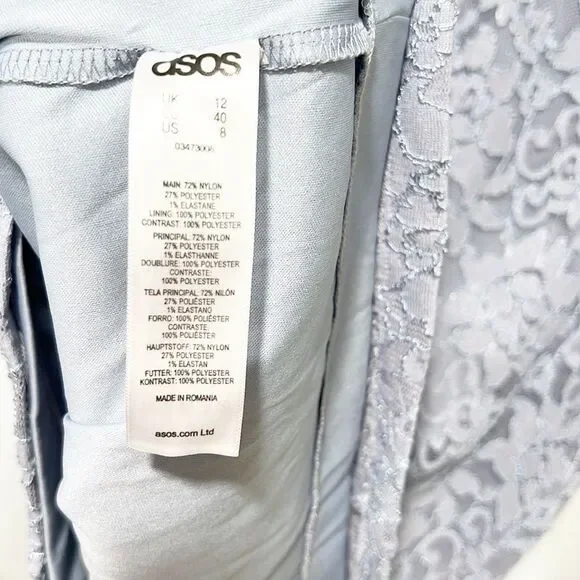 asos
UK 12
40
US 8
MAIN: 72% NYLON
27% POLYESTER
1% ELASTANE
LINING: 100% POLYESTER
CONTRAST: 100% POLYESTER
PRINCIPAL: 72% NYLON
27% POLYESTER
1% ELASTHANNE
DOUBLURE: 100% POLYESTER
CONTRASTE:
100% POLYESTER
TELA PRINCIPAL: 72% NILÓN
27% POLIÉSTER
1% ELASTANO
FORRO: 100% POLIÉSTER
CONTRASTE:
100% POLIÉSTER
HAUPTSTOFF: 72% NYLON
27% POLYESTER
1% ELASTAN
FUTTER: 100% POLYESTER
KONTRAST: 100% POLYESTER
MADE IN ROMANIA
asos.com Ltd